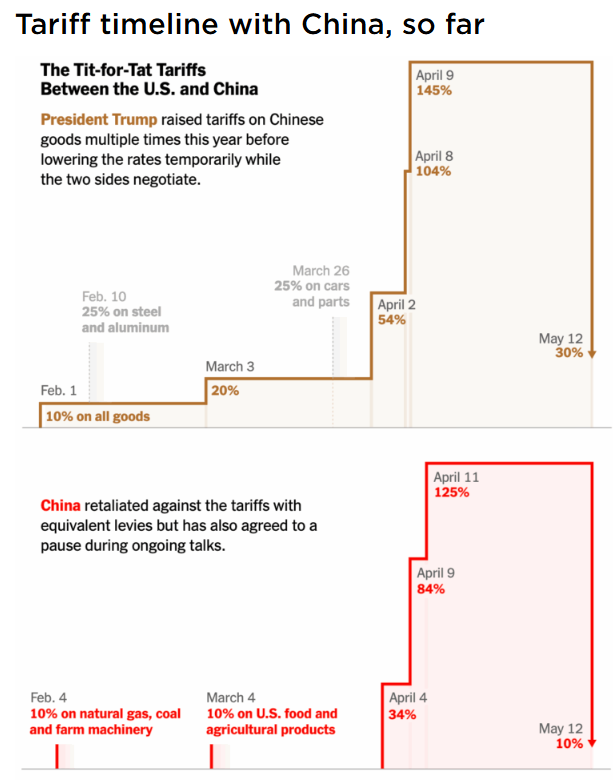 Tariff timeline with China, so far
The Tit-for-Tat Tariffs
Between the U.S. and China
President Trump raised tariffs on Chinese
goods multiple times this year before
lowering the rates temporarily while
the two sides negotiate.
April 9
145%
April 8
104%
March 26
25% on cars
and parts
Feb. 10
25% on steel
and aluminum
April 2
54%
May 12
30%
March 3
20%
Feb. 1
10% on all goods
China retaliated against the tariffs with
equivalent levies but has also agreed to a
pause during ongoing talks.
April 11
125%
April 9
84%
Feb. 4
10% on natural gas, coal
and farm machinery
March 4
10% on U.S. food and
agricultural products
April 4
34%
May 12
10%